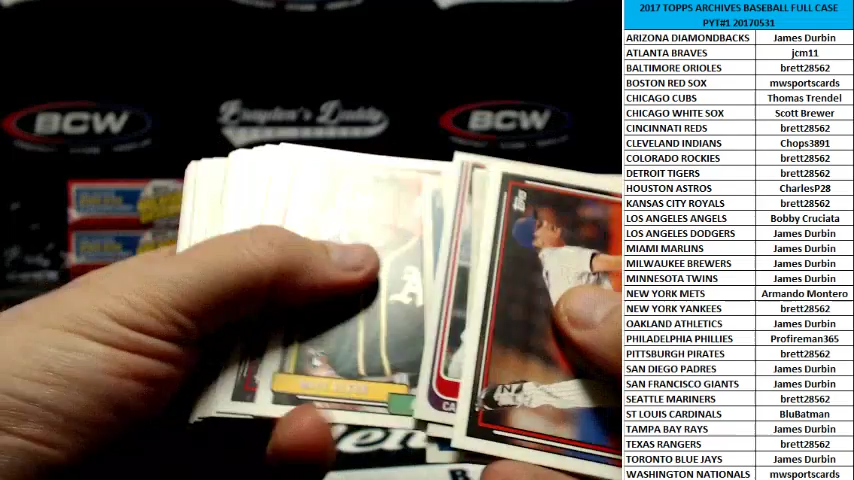 2017 TOPPS ARCHIVES BASEBALL FULL CASE
PYT#1 20170531
ARIZONA DIAMONDBACKS James Durbin
ATLANTA BRAVES jcm11
BALTIMORE ORIOLES brett28562
BOSTON RED SOX mwsportscards
CHICAGO CUBS Thomas Trendel
CHICAGO WHITE SOX Scott Brewer
CINCINNATI REDS brett28562
CLEVELAND INDIANS Chops3891
COLORADO ROCKIES brett28562
DETROIT TIGERS brett28562
HOUSTON ASTROS CharlesP28
KANSAS CITY ROYALS brett28562
LOS ANGELES ANGELS Bobby Cruciata
LOS ANGELES DODGERS James Durbin
MIAMI MARLINS James Durbin
MILWAUKEE BREWERS James Durbin
MINNESOTA TWINS James Durbin
NEW YORK METS Armando Montero
NEW YORK YANKEES brett28562
OAKLAND ATHLETICS James Durbin
PHILADELPHIA PHILLIES Profireman365
PITTSBURGH PIRATES brett28562
SAN DIEGO PADRES James Durbin
SAN FRANCISCO GIANTS James Durbin
SEATTLE MARINERS brett28562
ST LOUIS CARDINALS BluBatman
TAMPA BAY RAYS James Durbin
TEXAS RANGERS brett28562
TORONTO BLUE JAYS James Durbin
WASHINGTON NATIONALS mwsportscards
BCW
Brayden's Daddy
BCW
Topps
A
CA